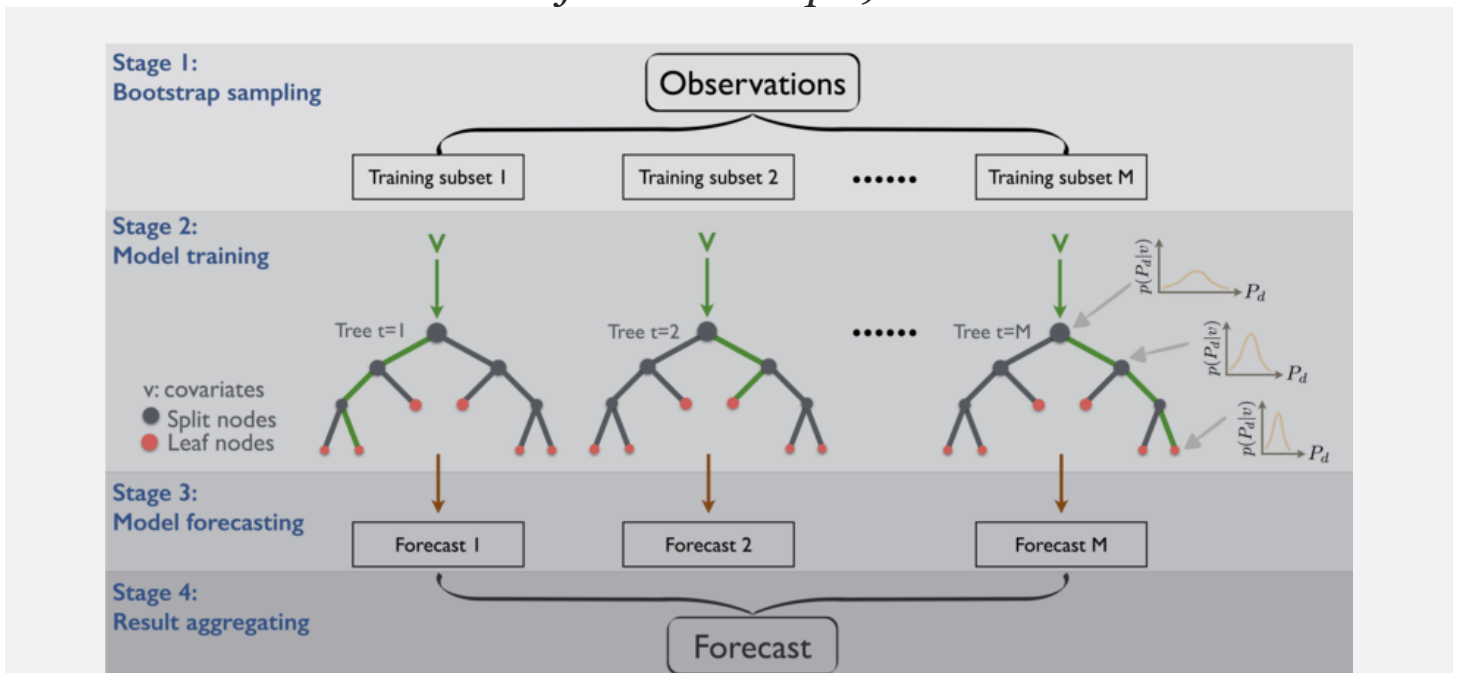 Stage 1:
Bootstrap sampling
Observations
Training subset 1
Training subset 2
••••••
Training subset M
Stage 2:
Model training
v
v
v
p(P_d|v)
P_d
Tree t=1
Tree t=2
••••••
Tree t=M
p(P_d|v)
P_d
v: covariates
Split nodes
Leaf nodes
p(P_d|v)
P_d
Stage 3:
Model forecasting
Forecast 1
Forecast 2
Forecast M
Stage 4:
Result aggregating
Forecast